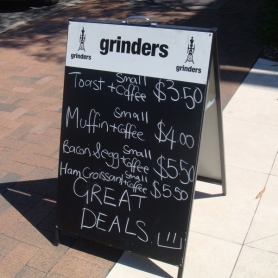 grinders
grinders
grinders
Toast + small coffee $3.50
Muffin + small coffee $4.00
Bacon & egg + small coffee $5.50
Ham Croissant + small coffee $5.50
GREAT
DEALS.